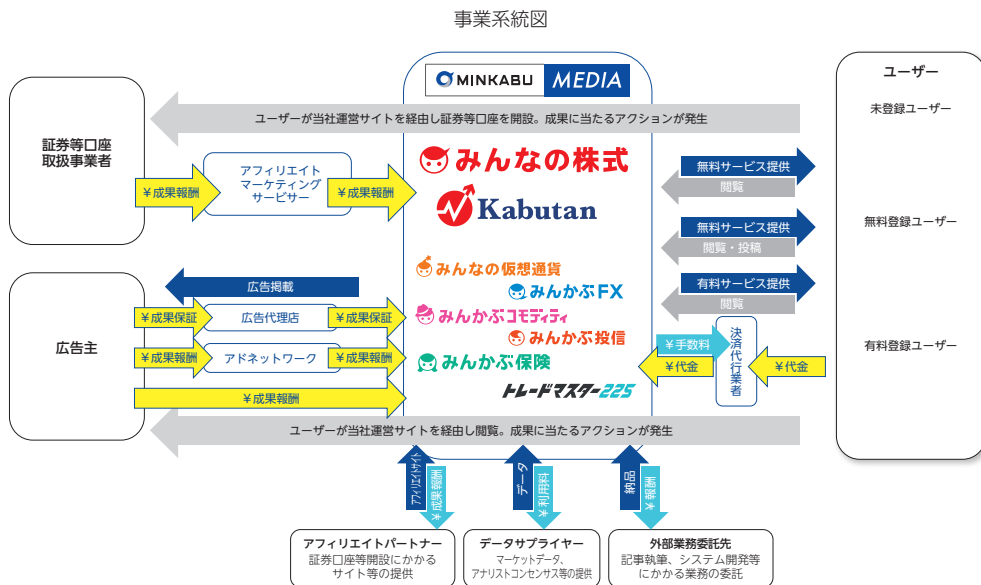 事業系統図
MINKABU MEDIA
ユーザー
未登録ユーザー
ユーザーが当社運営サイトを経由し証券等口座を開設。成果に当たるアクションが発生
証券等口座
取扱事業者
¥成果報酬
アフィリエイト
マーケティング
サービサー
¥成果報酬
みんなの株式
Kabutan
無料サービス提供
閲覧
無料サービス提供
閲覧・投稿
無料登録ユーザー
有料サービス提供
閲覧
みんなの仮想通貨
みんかぶFX
みんかぶコモディティ
みんかぶ投信
みんかぶ保険
トレードマスター225
広告主
広告掲載
¥成果保証
広告代理店
¥成果保証
¥成果報酬
アドネットワーク
¥成果報酬
¥成果報酬
¥手数料
¥代金
決済代行業者
¥代金
有料登録ユーザー
ユーザーが当社運営サイトを経由し閲覧。成果に当たるアクションが発生
アフィリエイトサイト
¥成果報酬
データ
¥利用料
納品
¥報酬
アフィリエイトパートナー
証券口座等開設にかかる
サイト等の提供
データサプライヤー
マーケットデータ、
アナリストコンセンサス等の提供
外部業務委託先
記事執筆、システム開発等
にかかる業務の委託